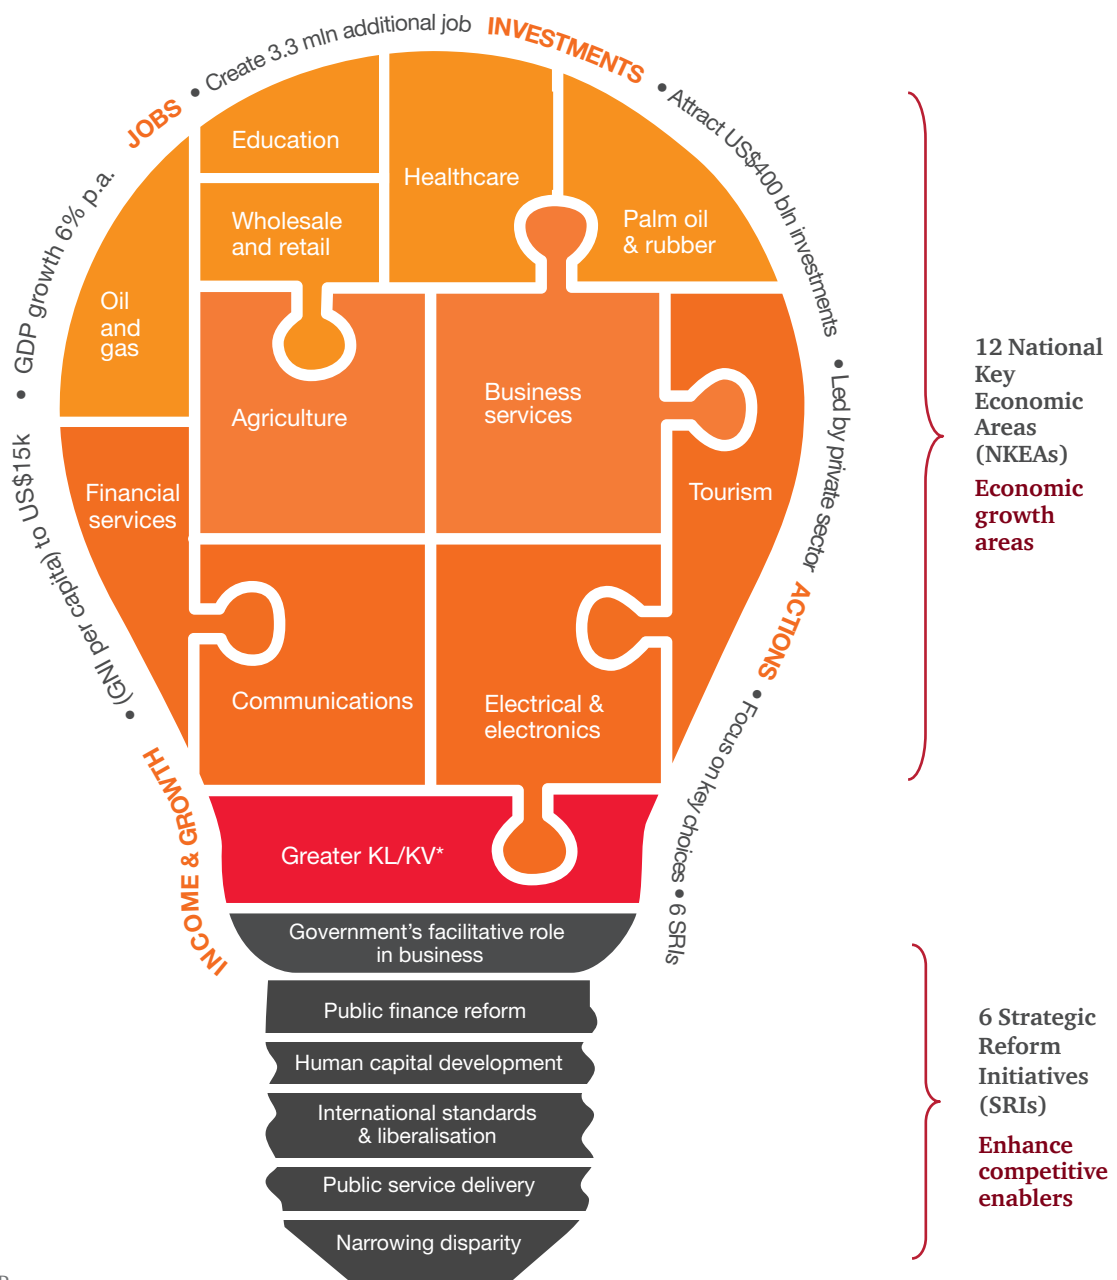 JOBS • Create 3.3 mln additional job
INVESTMENTS • Attract US$400 bln investments • Led by private sector
ACTIONS • Focus on key choices • 6 SRIs
INCOME & GROWTH • (GNI per capita) to US$15k • GDP growth 6% p.a.
Education
Healthcare
Wholesale
and retail
Palm oil
& rubber
Oil
and
gas
Agriculture
Business
services
Financial
services
Tourism
Communications
Electrical &
electronics
Greater KL/KV*
Government’s facilitative role
in business
Public finance reform
Human capital development
International standards
& liberalisation
Public service delivery
Narrowing disparity
12 National
Key
Economic
Areas
(NKEAs)
Economic
growth
areas
6 Strategic
Reform
Initiatives
(SRIs)
Enhance
competitive
enablers